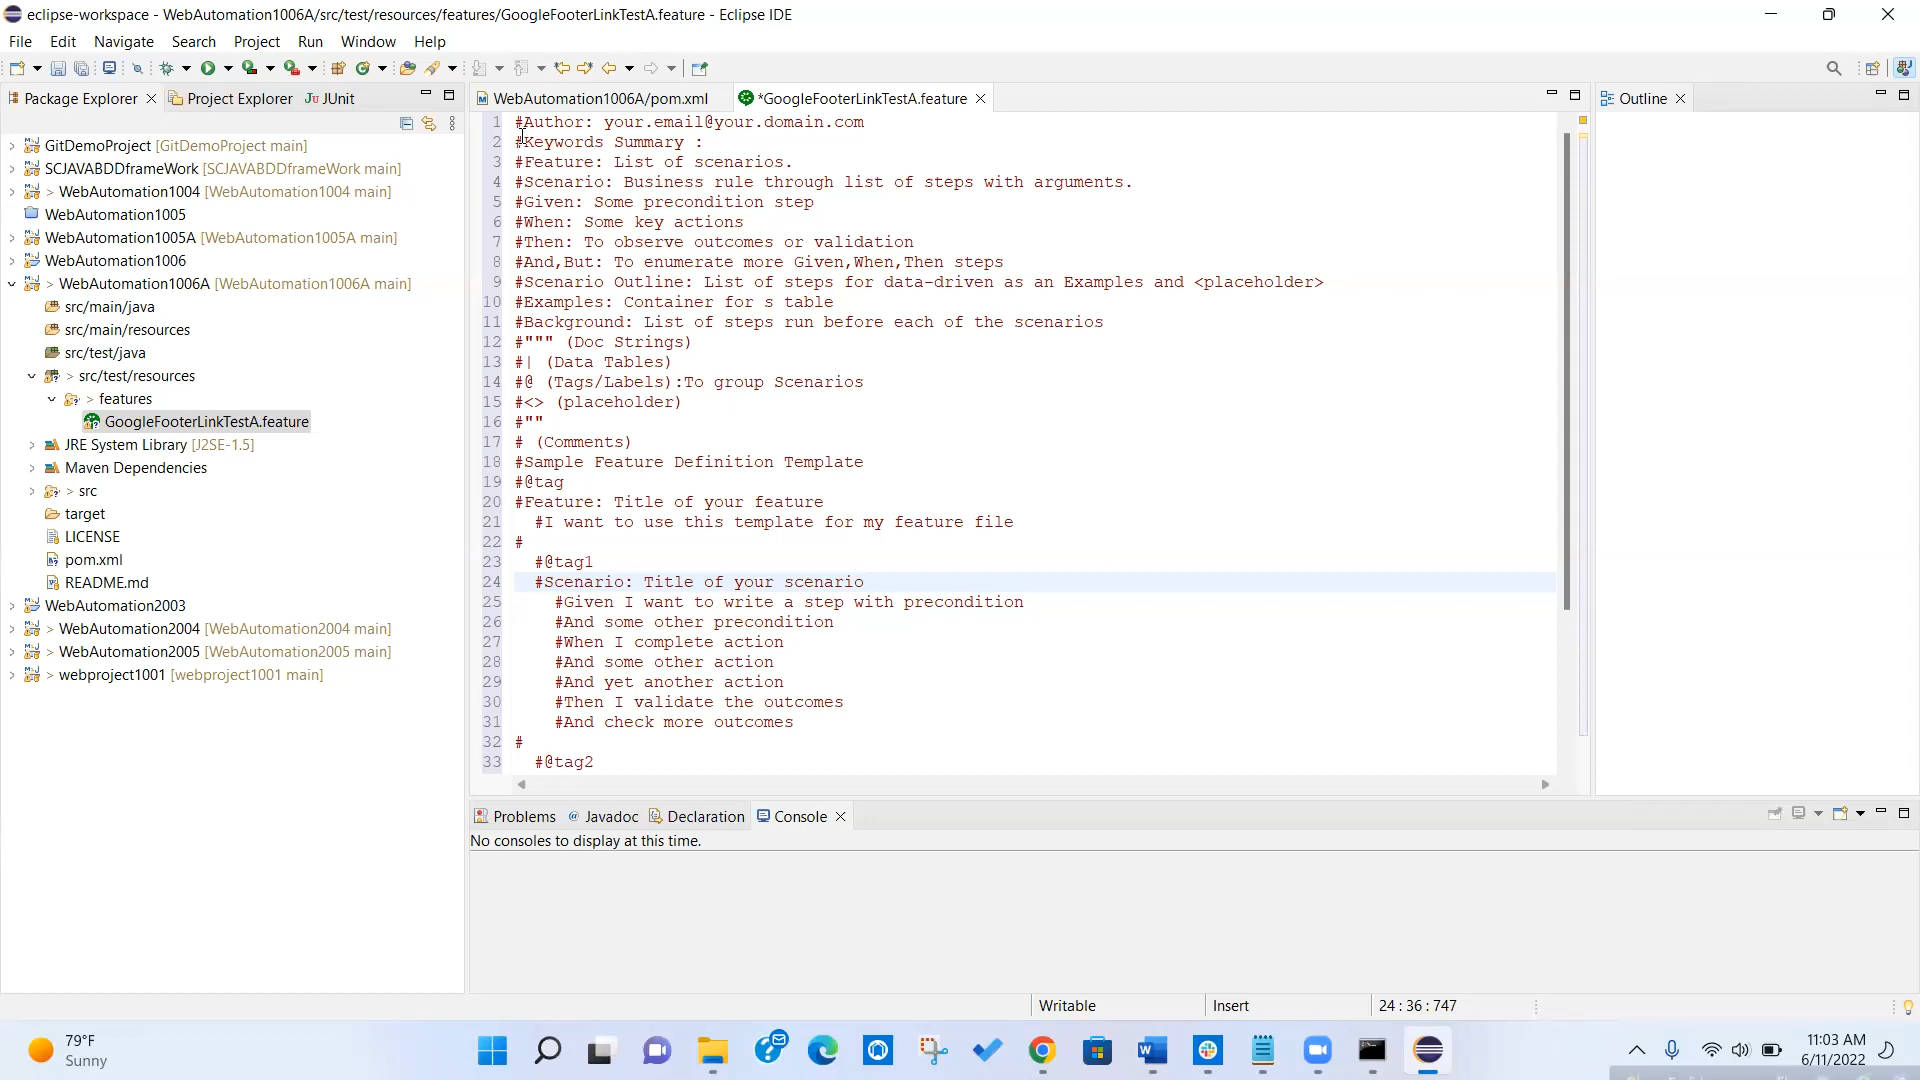 eclipse-workspace - WebAutomation1006A/src/test/resources/features/GoogleFooterLinkTestA.feature - Eclipse IDE
File Edit Navigate Search Project Run Window Help
Package Explorer Project Explorer JUnit
WebAutomation1006A/pom.xml *GoogleFooterLinkTestA.feature
Outline
GitDemoProject [GitDemoProject main]
SCJAVABDDframeWork [SCJAVABDDframeWork main]
> WebAutomation1004 [WebAutomation1004 main]
WebAutomation1005
WebAutomation1005A [WebAutomation1005A main]
WebAutomation1006
> WebAutomation1006A [WebAutomation1006A main]
src/main/java
src/main/resources
src/test/java
> src/test/resources
> features
GoogleFooterLinkTestA.feature
JRE System Library [J2SE-1.5]
Maven Dependencies
> src
target
LICENSE
pom.xml
README.md
WebAutomation2003
> WebAutomation2004 [WebAutomation2004 main]
> WebAutomation2005 [WebAutomation2005 main]
> webproject1001 [webproject1001 main]
1 #Author: your.email@your.domain.com
2 #Keywords Summary :
3 #Feature: List of scenarios.
4 #Scenario: Business rule through list of steps with arguments.
5 #Given: Some precondition step
6 #When: Some key actions
7 #Then: To observe outcomes or validation
8 #And,But: To enumerate more Given,When,Then steps
9 #Scenario Outline: List of steps for data-driven as an Examples and <placeholder>
10 #Examples: Container for s table
11 #Background: List of steps run before each of the scenarios
12 #""" (Doc Strings)
13 #| (Data Tables)
14 #@ (Tags/Labels):To group Scenarios
15 #<> (placeholder)
16 #""
17 # (Comments)
18 #Sample Feature Definition Template
19 #@tag
20 #Feature: Title of your feature
21 #I want to use this template for my feature file
22 #
23 #@tag1
24 #Scenario: Title of your scenario
25 #Given I want to write a step with precondition
26 #And some other precondition
27 #When I complete action
28 #And some other action
29 #And yet another action
30 #Then I validate the outcomes
31 #And check more outcomes
32 #
33 #@tag2
Problems Javadoc Declaration Console
No consoles to display at this time.
Writable Insert 24 : 36 : 747
79°F
Sunny
11:03 AM
6/11/2022